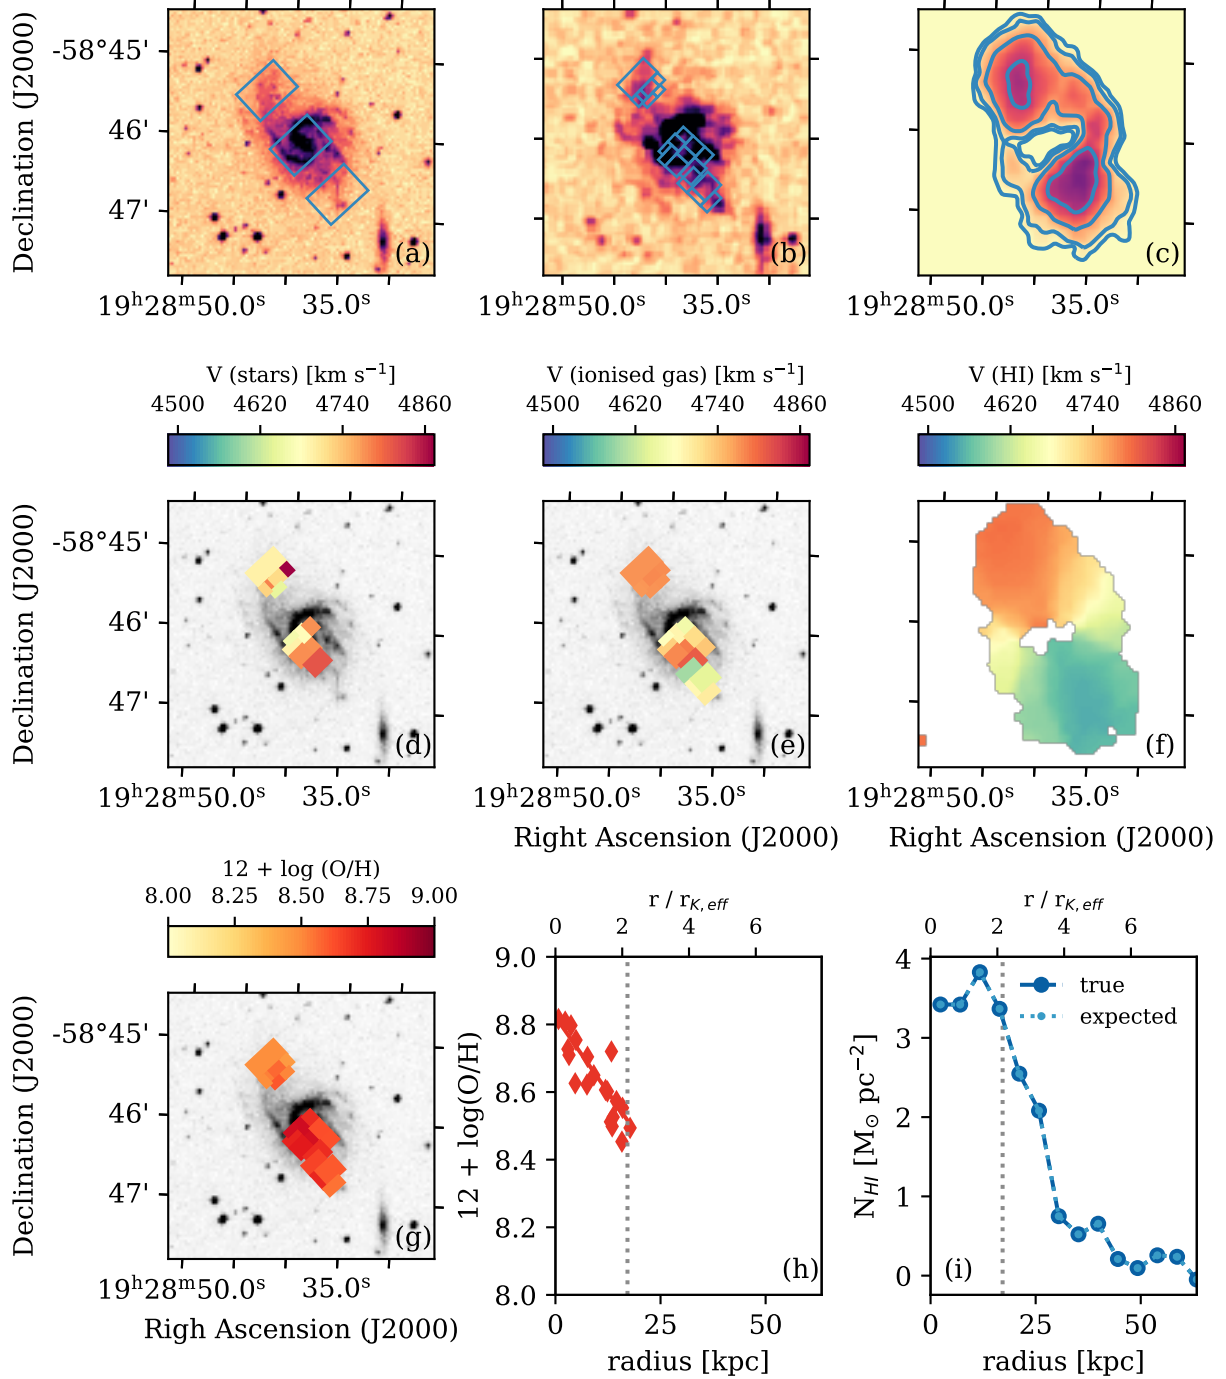 Declination (J2000)
-58°45'
46'
47'
(a)
(b)
(c)
19ʰ28ᵐ50.0ˢ 35.0ˢ
19ʰ28ᵐ50.0ˢ 35.0ˢ
19ʰ28ᵐ50.0ˢ 35.0ˢ
V (stars) [km s⁻¹]
4500 4620 4740 4860
V (ionised gas) [km s⁻¹]
4500 4620 4740 4860
V (HI) [km s⁻¹]
4500 4620 4740 4860
Declination (J2000)
-58°45'
46'
47'
(d)
(e)
(f)
19ʰ28ᵐ50.0ˢ 35.0ˢ
19ʰ28ᵐ50.0ˢ 35.0ˢ
19ʰ28ᵐ50.0ˢ 35.0ˢ
Right Ascension (J2000)
Right Ascension (J2000)
12 + log (O/H)
8.00 8.25 8.50 8.75 9.00
Declination (J2000)
-58°45'
46'
47'
(g)
19ʰ28ᵐ50.0ˢ 35.0ˢ
Righ Ascension (J2000)
r / r_{K,eff}
0 2 4 6
12 + log(O/H)
9.0
8.8
8.6
8.4
8.2
8.0
(h)
0 25 50
radius [kpc]
r / r_{K,eff}
0 2 4 6
N_{HI} [M⊙ pc⁻²]
4
3
2
1
0
true
expected
(i)
0 25 50
radius [kpc]